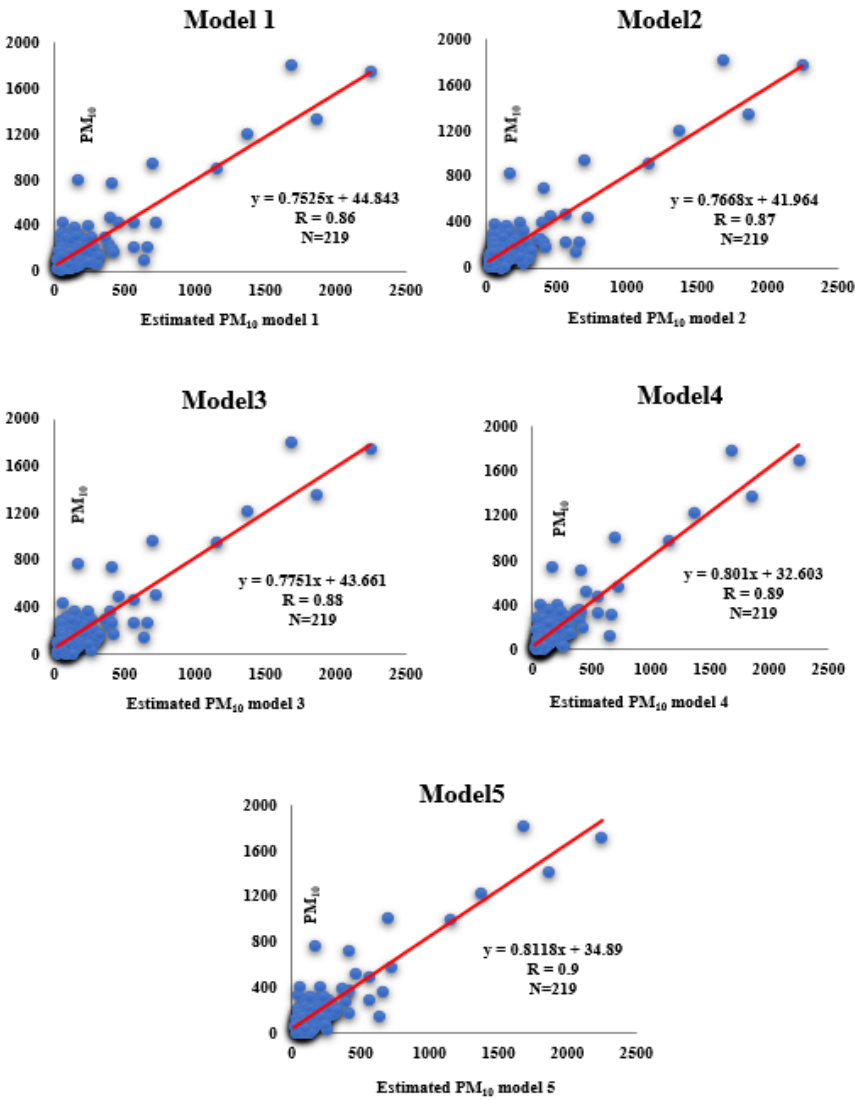 Model 1
2000
1600
1200
800
400
0
PM10
y = 0.7525x + 44.843
R = 0.86
N=219
0 500 1000 1500 2000 2500
Estimated PM10 model 1
Model2
2000
1600
1200
800
400
0
PM10
y = 0.7668x + 41.964
R = 0.87
N=219
0 500 1000 1500 2000 2500
Estimated PM10 model 2
Model3
2000
1600
1200
800
400
0
PM10
y = 0.7751x + 43.661
R = 0.88
N=219
0 500 1000 1500 2000 2500
Estimated PM10 model 3
Model4
2000
1600
1200
800
400
0
PM10
y = 0.801x + 32.603
R = 0.89
N=219
0 500 1000 1500 2000 2500
Estimated PM10 model 4
Model5
2000
1600
1200
800
400
0
PM10
y = 0.8118x + 34.89
R = 0.9
N=219
0 500 1000 1500 2000 2500
Estimated PM10 model 5